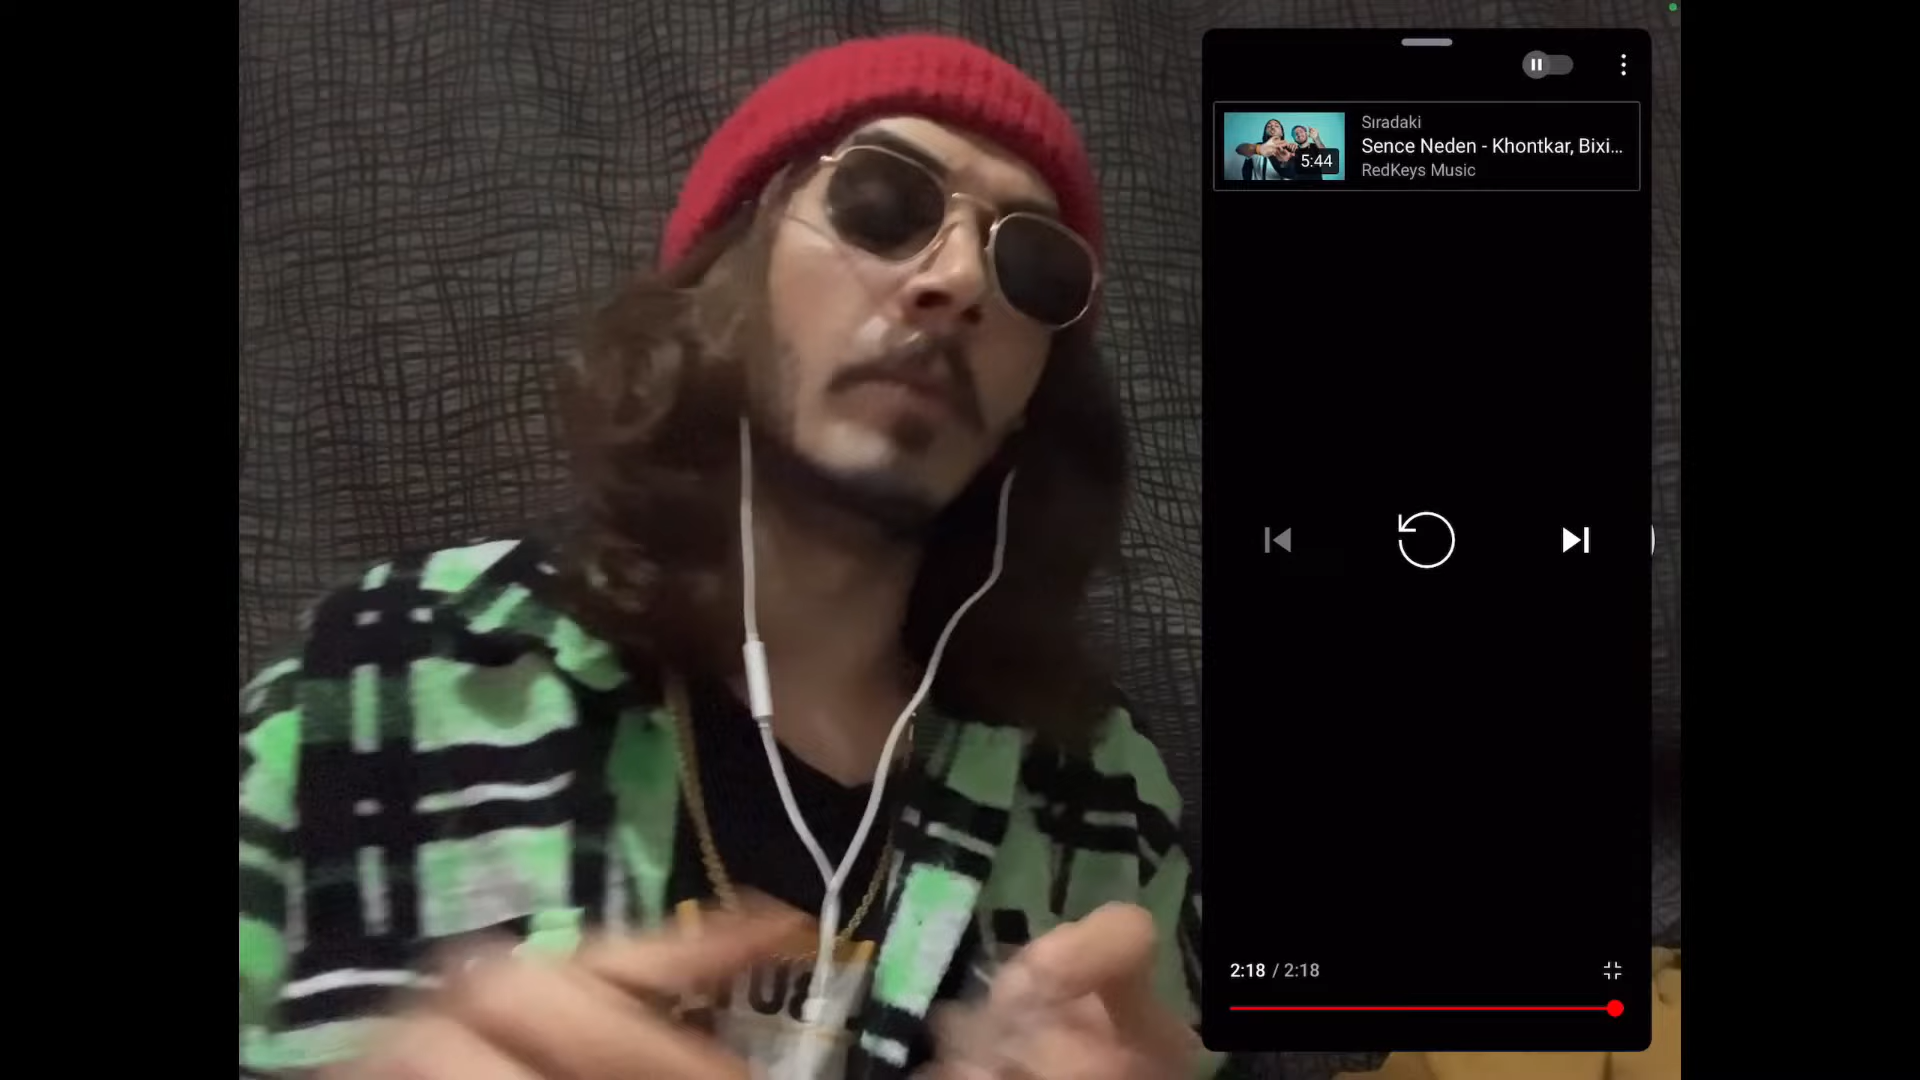 Sıradaki
Sence Neden - Khontkar, Bixi...
5:44
RedKeys Music
2:18 / 2:18